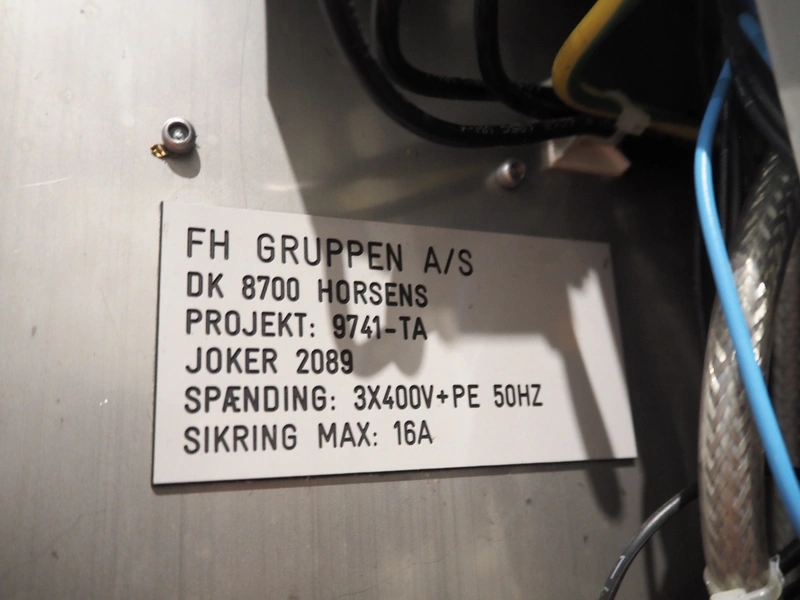 FH GRUPPEN A/S
DK 8700 HORSENS
PROJEKT: 9741-TA
JOKER 2089
SPÆNDING: 3X400V+PE 50HZ
SIKRING MAX: 16A